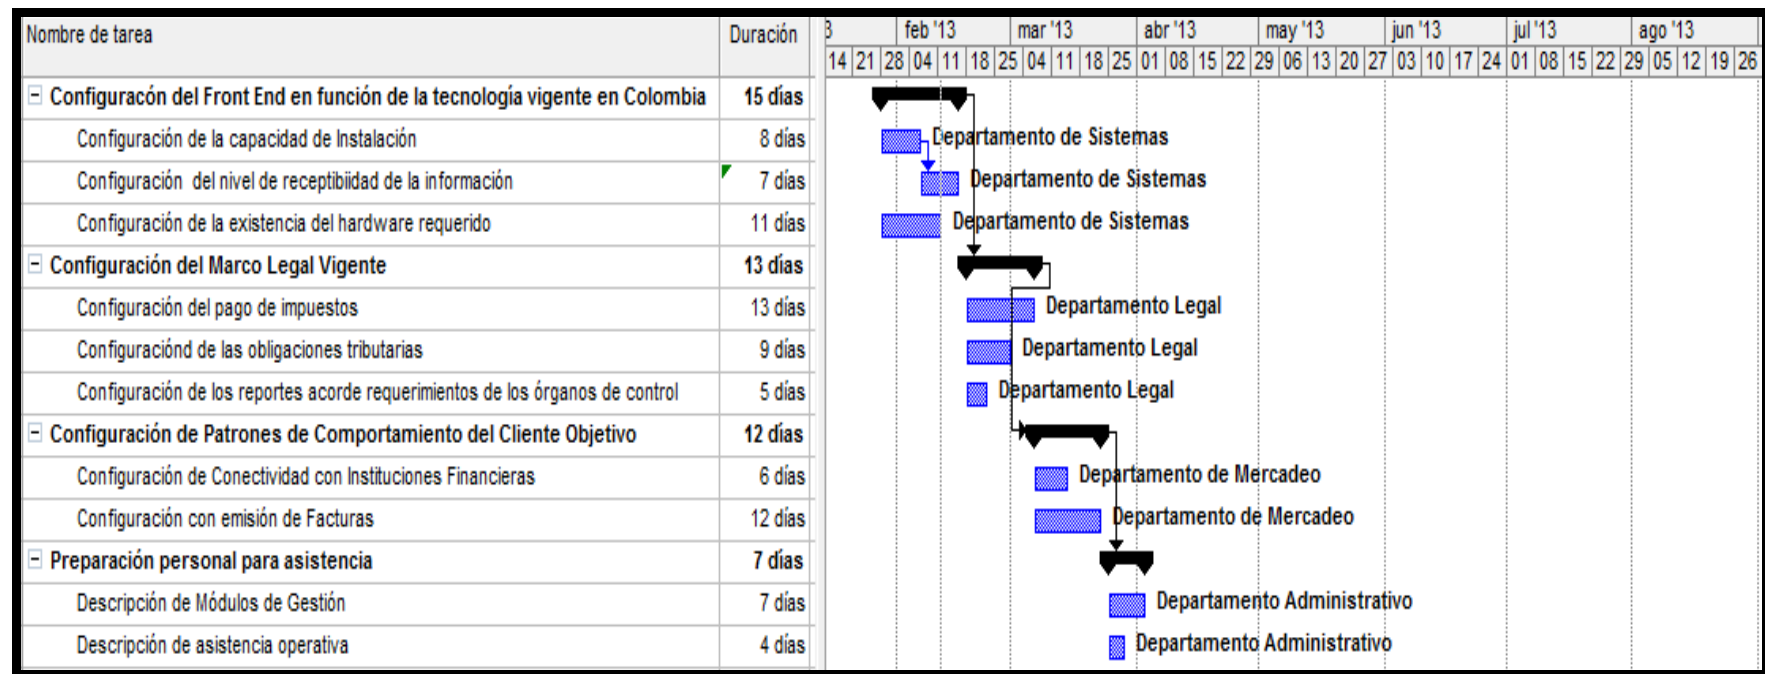 Nombre de tarea Duración 3 feb '13 mar '13 abr '13 may '13 jun '13 jul '13 ago '13
14 21 28 04 11 18 25 04 11 18 25 01 08 15 22 29 06 13 20 27 03 10 17 24 01 08 15 22 29 05 12 19 26
Configuracón del Front End en función de la tecnología vigente en Colombia 15 días
Configuración de la capacidad de Instalación 8 días Departamento de Sistemas
Configuración del nivel de receptibiidad de la información 7 días Departamento de Sistemas
Configuración de la existencia del hardware requerido 11 días Departamento de Sistemas
Configuración del Marco Legal Vigente 13 días
Configuración del pago de impuestos 13 días Departamento Legal
Configuraciónd de las obligaciones tributarias 9 días Departamento Legal
Configuración de los reportes acorde requerimientos de los órganos de control 5 días Departamento Legal
Configuración de Patrones de Comportamiento del Cliente Objetivo 12 días
Configuración de Conectividad con Instituciones Financieras 6 días Departamento de Mercadeo
Configuración con emisión de Facturas 12 días Departamento de Mercadeo
Preparación personal para asistencia 7 días
Descripción de Módulos de Gestión 7 días Departamento Administrativo
Descripción de asistencia operativa 4 días Departamento Administrativo